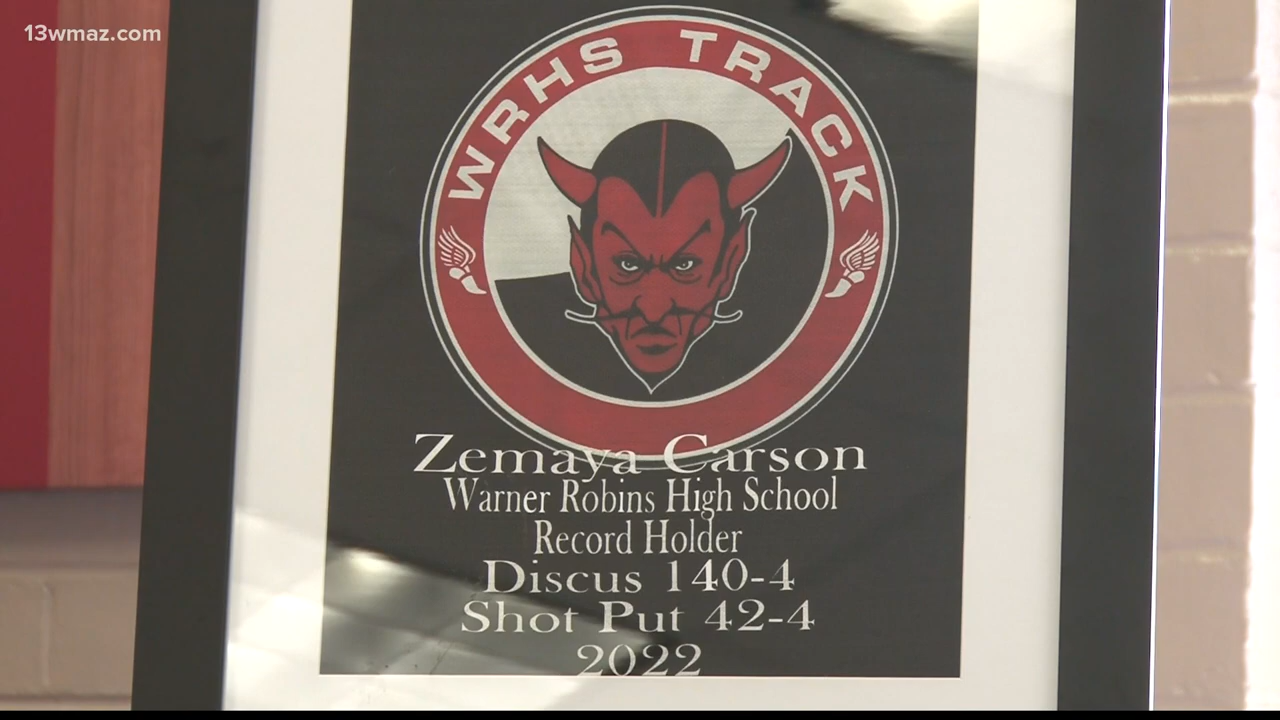 13wmaz.com
WRHS TRACK
Zemaya Carson
Warner Robins High School
Record Holder
Discus 140-4
Shot Put 42-4
2022